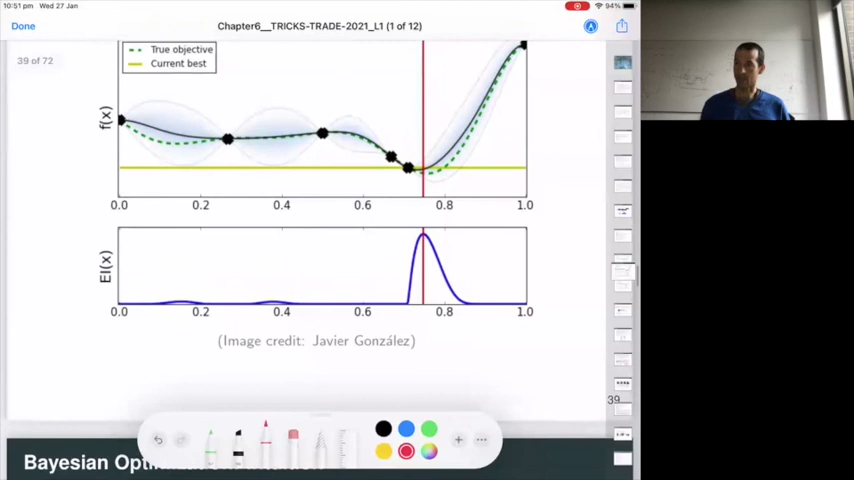 10:51 pm Wed 27 Jan
94%
Done
Chapter6__TRICKS-TRADE-2021_L1 (1 of 12)
39 of 72
True objective
Current best
f(x)
0.0 0.2 0.4 0.6 0.8 1.0
EI(x)
0.0 0.2 0.4 0.6 0.8 1.0
(Image credit: Javier González)
39
Bayesian Optimization